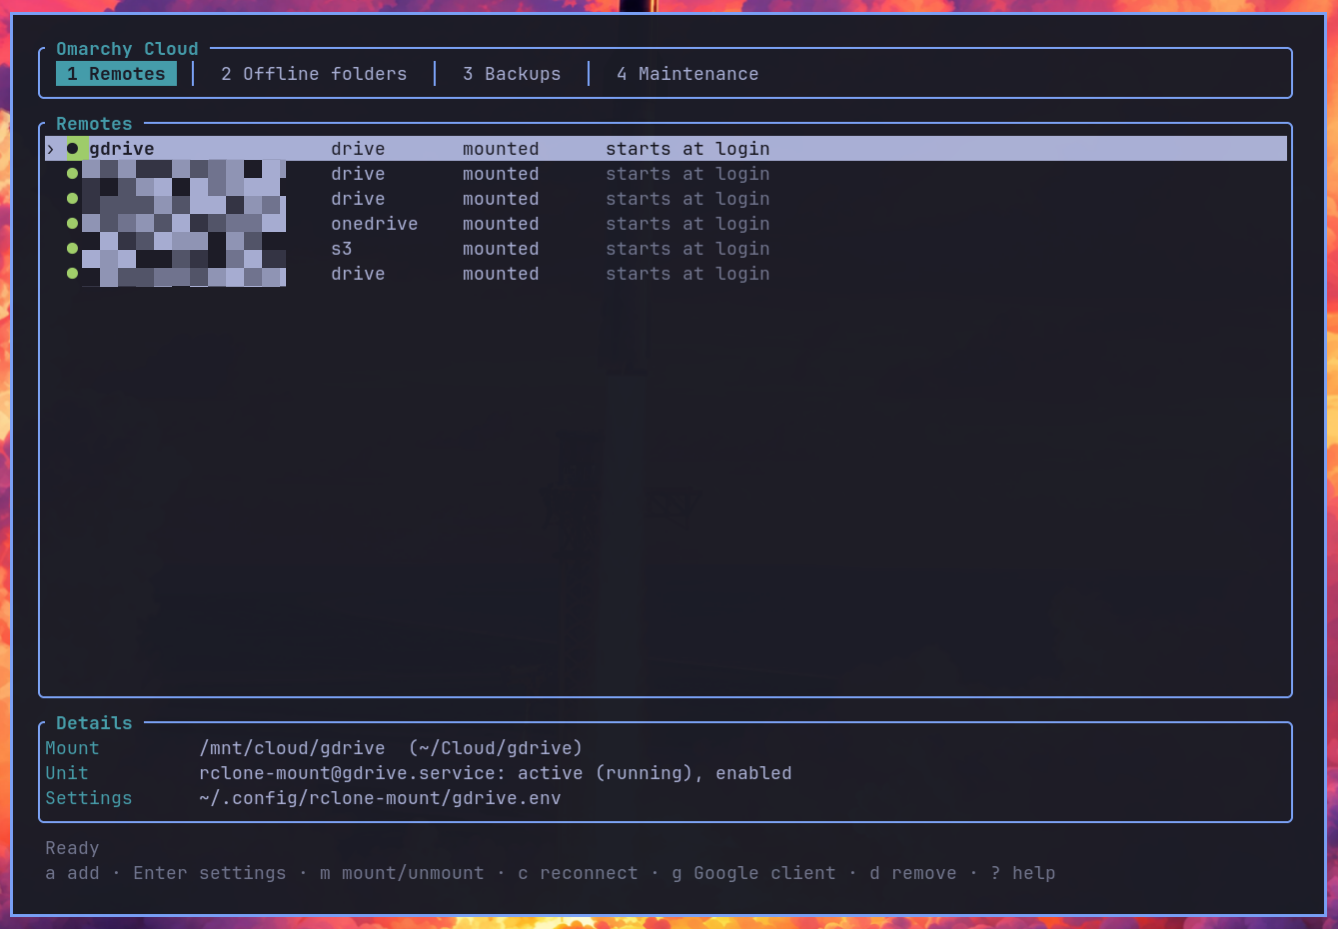 Omarchy Cloud
1 Remotes │ 2 Offline folders │ 3 Backups │ 4 Maintenance
Remotes
› ● gdrive drive mounted starts at login
● drive mounted starts at login
● drive mounted starts at login
● onedrive mounted starts at login
● s3 mounted starts at login
● drive mounted starts at login
Details
Mount /mnt/cloud/gdrive (~/Cloud/gdrive)
Unit rclone-mount@gdrive.service: active (running), enabled
Settings ~/.config/rclone-mount/gdrive.env
Ready
a add · Enter settings · m mount/unmount · c reconnect · g Google client · d remove · ? help